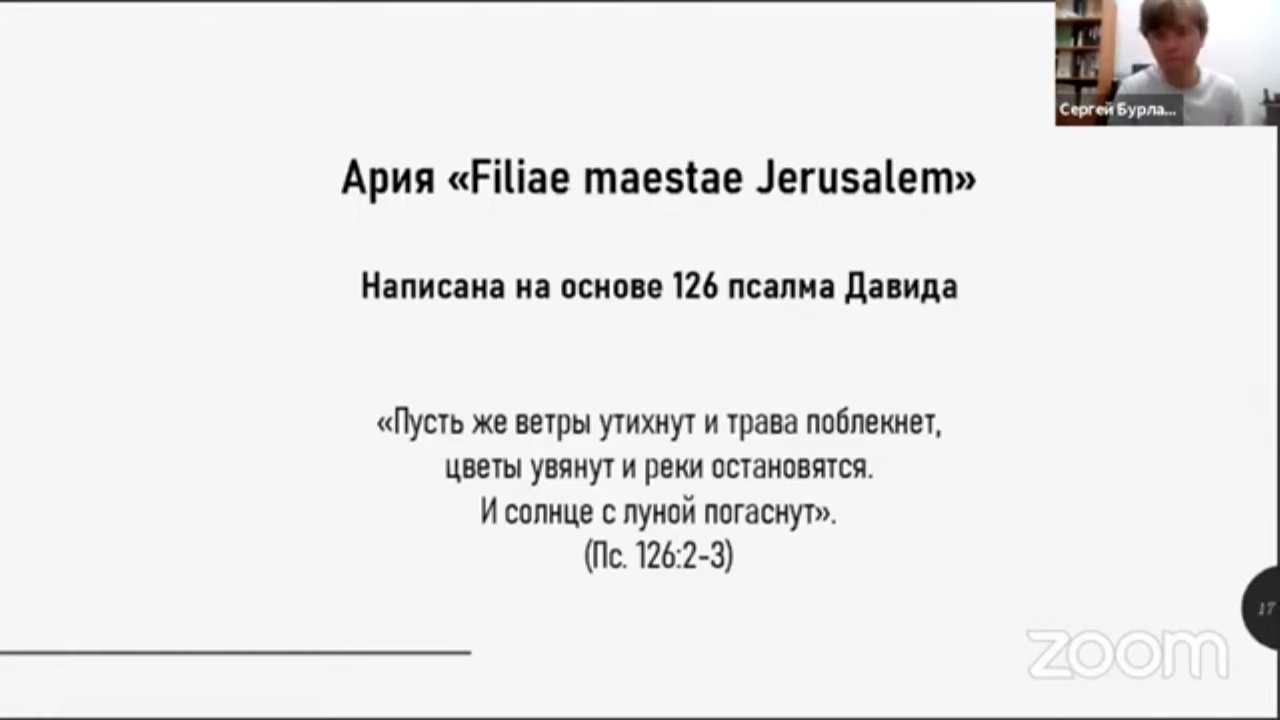 Сергей Бурла...
Ария «Filiae maestae Jerusalem»
Написана на основе 126 псалма Давида
«Пусть же ветры утихнут и трава поблекнет,
цветы увянут и реки остановятся.
И солнце с луной погаснут».
(Пс. 126:2-3)
17
zoom